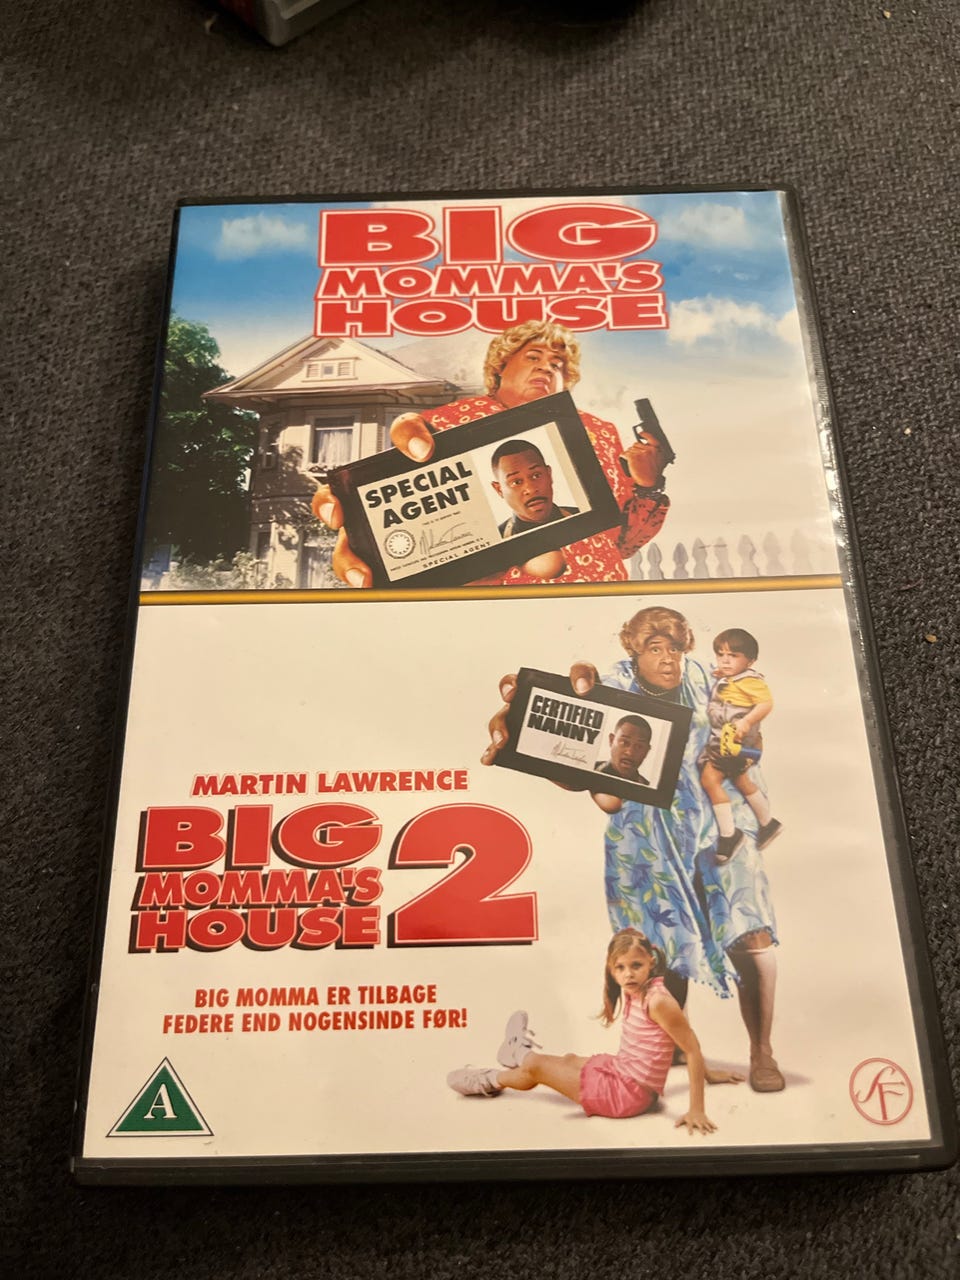 BIG
MOMMA'S
HOUSE
SPECIAL
AGENT
SPECIAL AGENT
CERTIFIED
NANNY
MARTIN LAWRENCE
BIG
MOMMA'S
HOUSE 2
BIG MOMMA ER TILBAGE
FEDERE END NOGENSINDE FØR!
A
SF